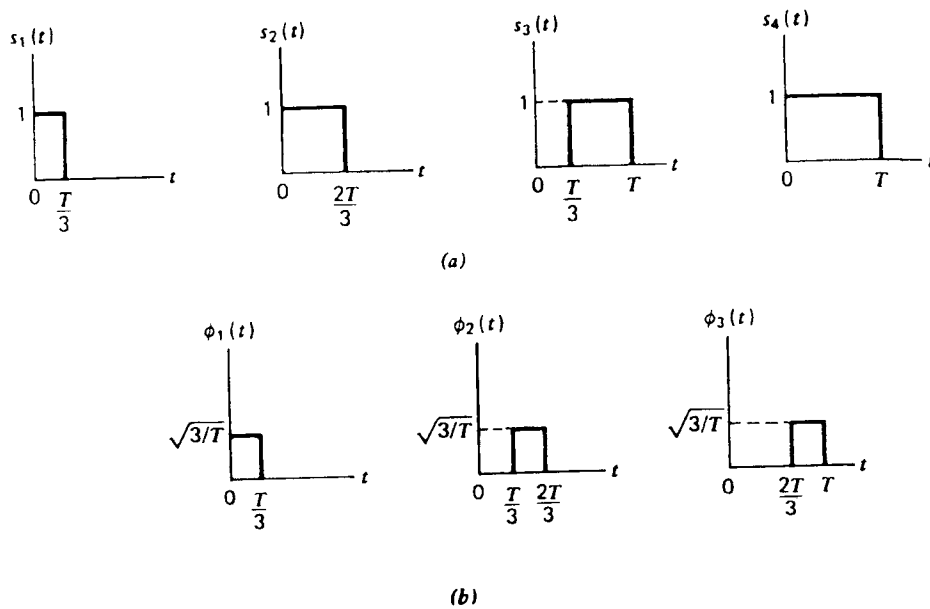 s₁(t) s₂(t) s₃(t) s₄(t)
1 1 1 1
0 T/3 t 0 2T/3 t 0 T/3 T t 0 T t
(a)
ϕ₁(t) ϕ₂(t) ϕ₃(t)
√3/T √3/T √3/T
0 T/3 t 0 T/3 2T/3 t 0 2T/3 T t
(b)